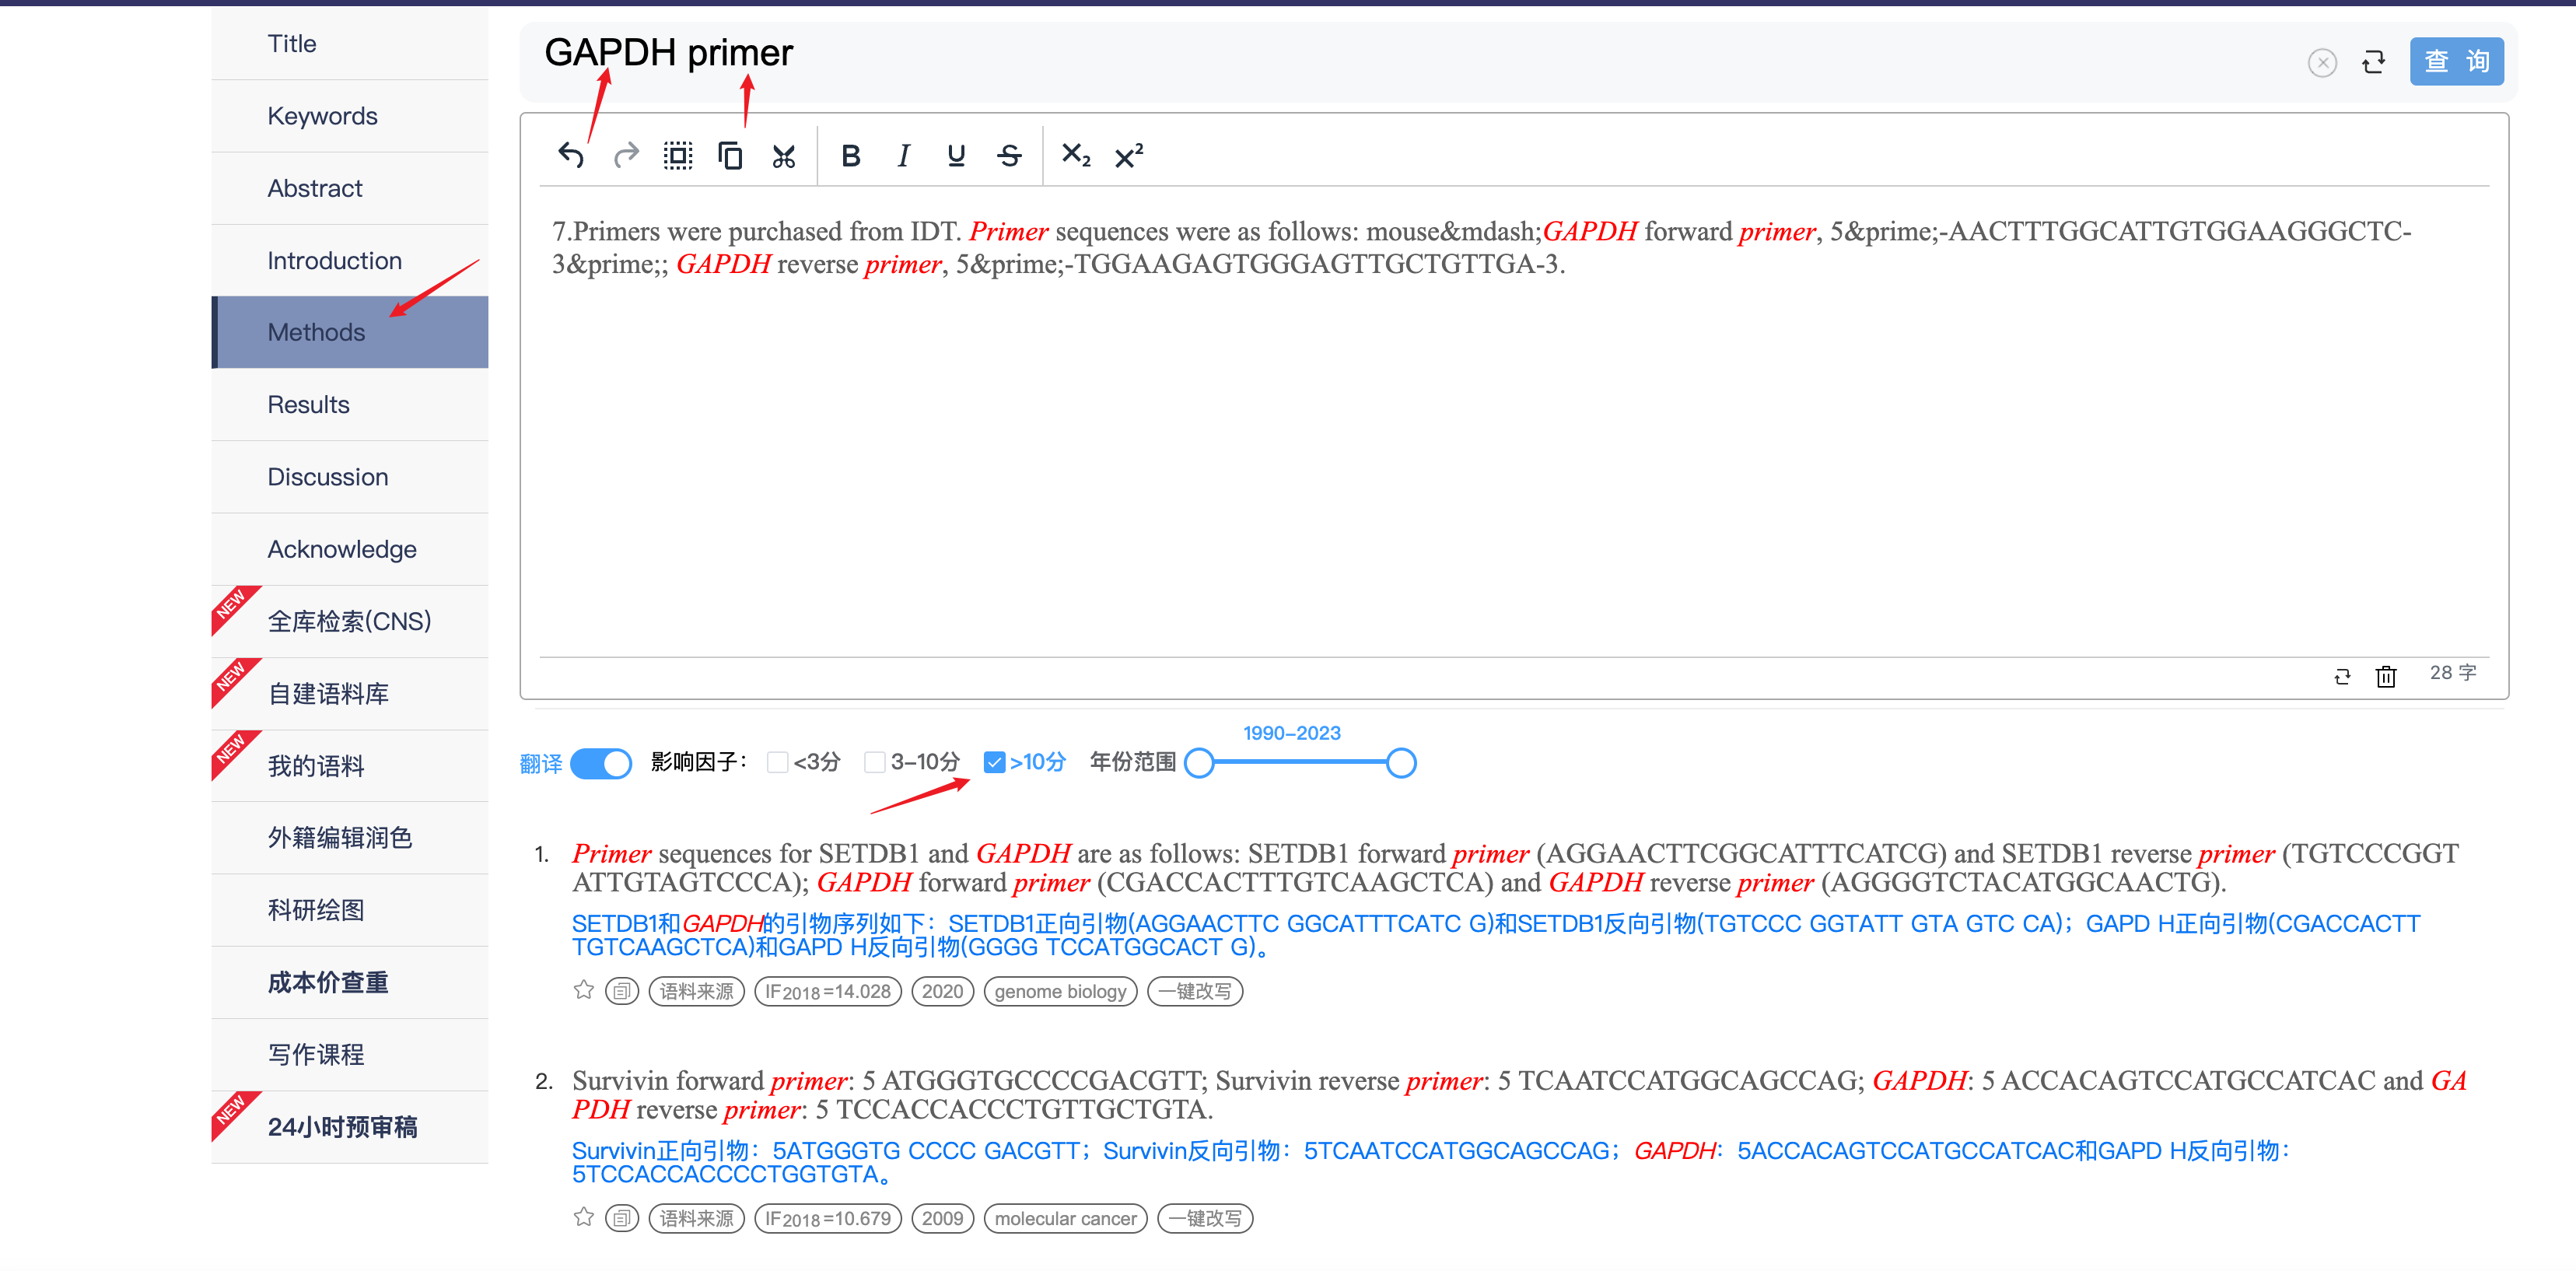 Title
Keywords
Abstract
Introduction
Methods
Results
Discussion
Acknowledge
NEW
全库检索(CNS)
NEW
自建语料库
NEW
我的语料
外籍编辑润色
科研绘图
成本价查重
写作课程
NEW
24小时预审稿
GAPDH primer
查 询
B I U S X₂ X²
7.Primers were purchased from IDT. Primer sequences were as follows: mouse&mdash;GAPDH forward primer, 5&prime;-AACTTTGGCATTGTGGAAGGGCTC-
3&prime;; GAPDH reverse primer, 5&prime;-TGGAAGAGTGGGAGTTGCTGTTGA-3.
28 字
1990–2023
翻译 影响因子： <3分 3–10分 >10分 年份范围
1. Primer sequences for SETDB1 and GAPDH are as follows: SETDB1 forward primer (AGGAACTTCGGCATTTCATCG) and SETDB1 reverse primer (TGTCCCGGT
ATTGTAGTCCCA); GAPDH forward primer (CGACCACTTTGTCAAGCTCA) and GAPDH reverse primer (AGGGGTCTACATGGCAACTG).
SETDB1和GAPDH的引物序列如下：SETDB1正向引物(AGGAACTTC GGCATTTCATC G)和SETDB1反向引物(TGTCCC GGTATT GTA GTC CCA)；GAPD H正向引物(CGACCACTT
TGTCAAGCTCA)和GAPD H反向引物(GGGG TCCATGGCACT G)。
语料来源 IF2018=14.028 2020 genome biology 一键改写
2. Survivin forward primer: 5 ATGGGTGCCCCGACGTT; Survivin reverse primer: 5 TCAATCCATGGCAGCCAG; GAPDH: 5 ACCACAGTCCATGCCATCAC and GA
PDH reverse primer: 5 TCCACCACCCTGTTGCTGTA.
Survivin正向引物：5ATGGGTG CCCC GACGTT；Survivin反向引物：5TCAATCCATGGCAGCCAG；GAPDH：5ACCACAGTCCATGCCATCAC和GAPD H反向引物：
5TCCACCACCCCTGGTGTA。
语料来源 IF2018=10.679 2009 molecular cancer 一键改写